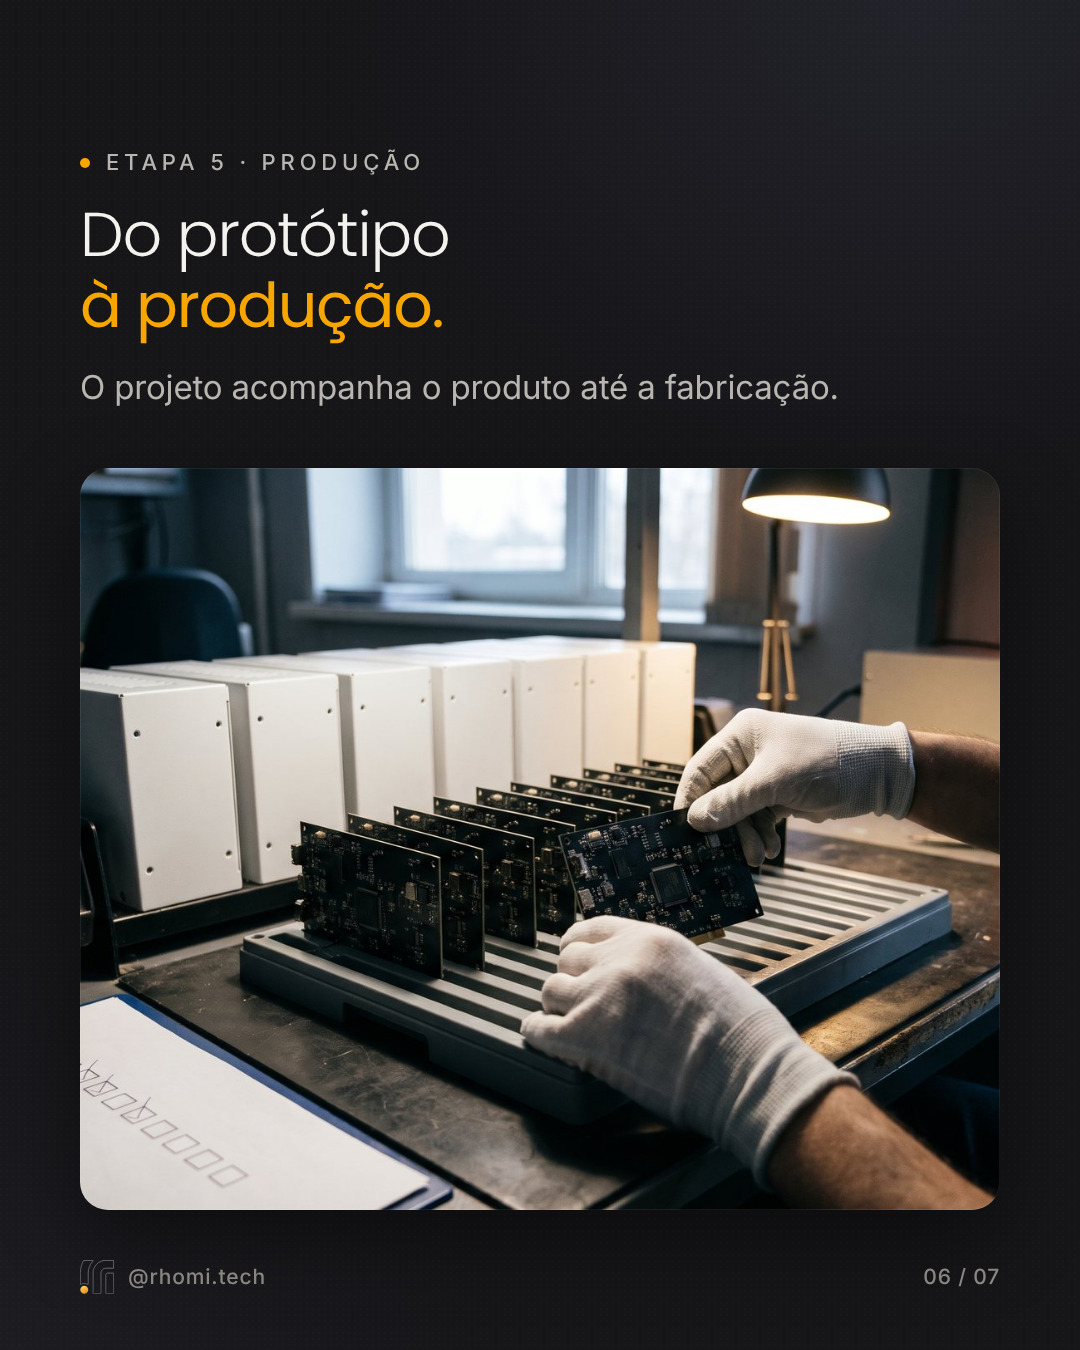 ETAPA 5 · PRODUÇÃO
Do protótipo
à produção.
O projeto acompanha o produto até a fabricação.
@rhomi.tech
06 / 07